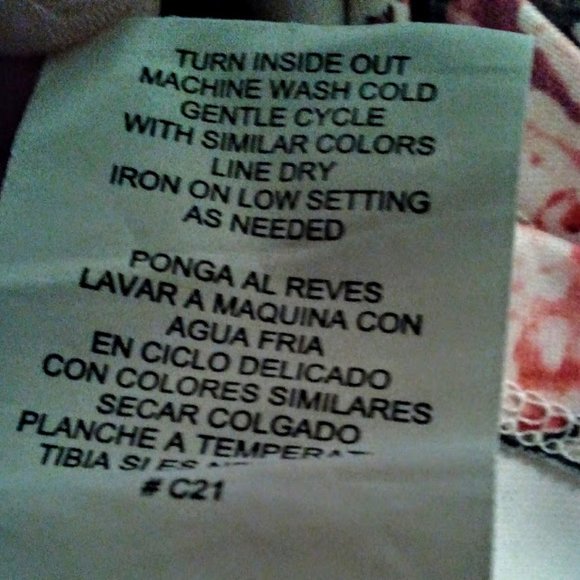 TURN INSIDE OUT
MACHINE WASH COLD
GENTLE CYCLE
WITH SIMILAR COLORS
LINE DRY
IRON ON LOW SETTING
AS NEEDED
PONGA AL REVES
LAVAR A MAQUINA CON
AGUA FRIA
EN CICLO DELICADO
CON COLORES SIMILARES
SECAR COLGADO
PLANCHE A
TIBIA SI ES
# C21